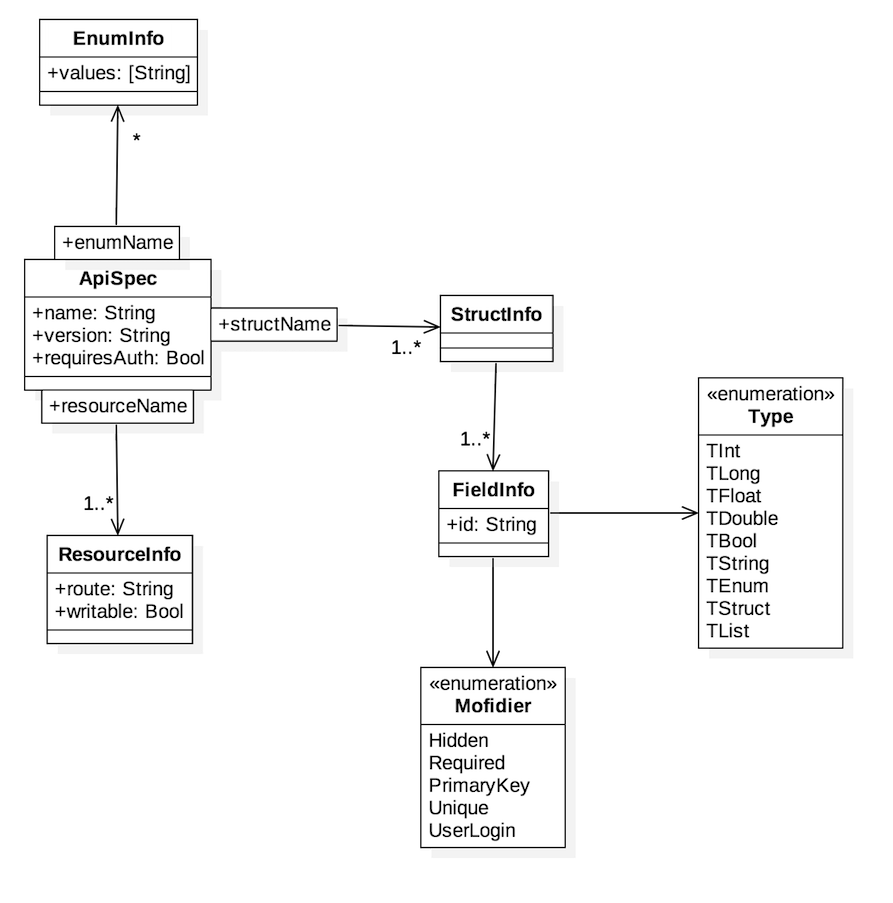 EnumInfo
+values: [String]
*
+enumName
ApiSpec
+name: String
+version: String
+requiresAuth: Bool
+structName
1..*
StructInfo
+resourceName
1..*
ResourceInfo
+route: String
+writable: Bool
1..*
FieldInfo
+id: String
«enumeration»
Type
TInt
TLong
TFloat
TDouble
TBool
TString
TEnum
TStruct
TList
«enumeration»
Mofidier
Hidden
Required
PrimaryKey
Unique
UserLogin